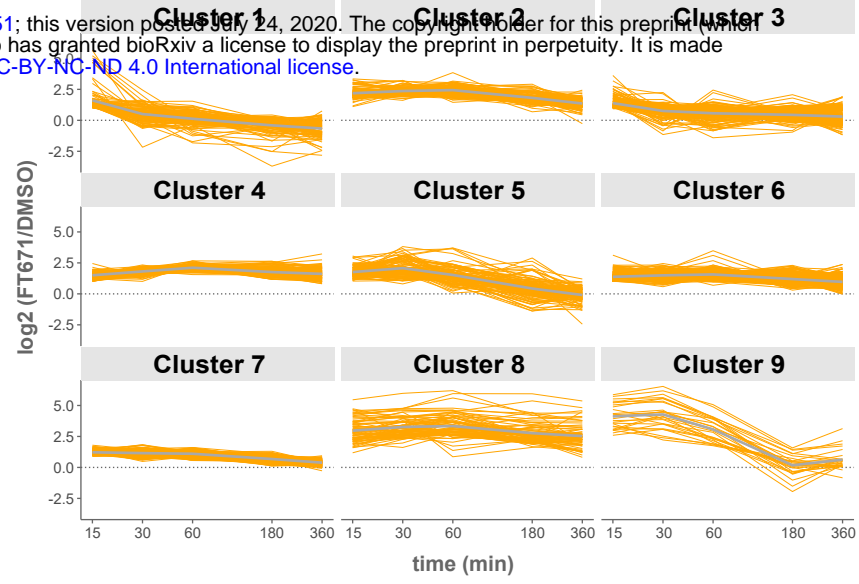 51; this version posted July 24, 2020. The copyright holder for this preprint (which
has granted bioRxiv a license to display the preprint in perpetuity. It is made
C-BY-NC-ND 4.0 International license.
Cluster 1 Cluster 2 Cluster 3
5.0
2.5
0.0
-2.5
Cluster 4 Cluster 5 Cluster 6
5.0
2.5
0.0
-2.5
Cluster 7 Cluster 8 Cluster 9
5.0
2.5
0.0
-2.5
15 30 60 180 360 15 30 60 180 360 15 30 60 180 360
time (min)
log2 (FT671/DMSO)